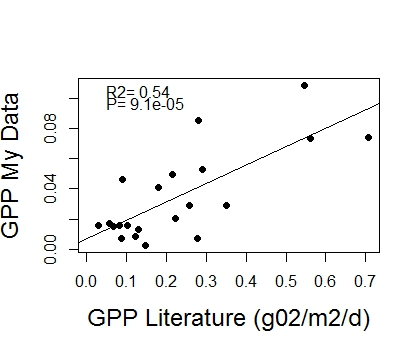 R2= 0.54
P= 9.1e-05
GPP My Data
0.00 0.04 0.08
0.0 0.1 0.2 0.3 0.4 0.5 0.6 0.7
GPP Literature (g02/m2/d)